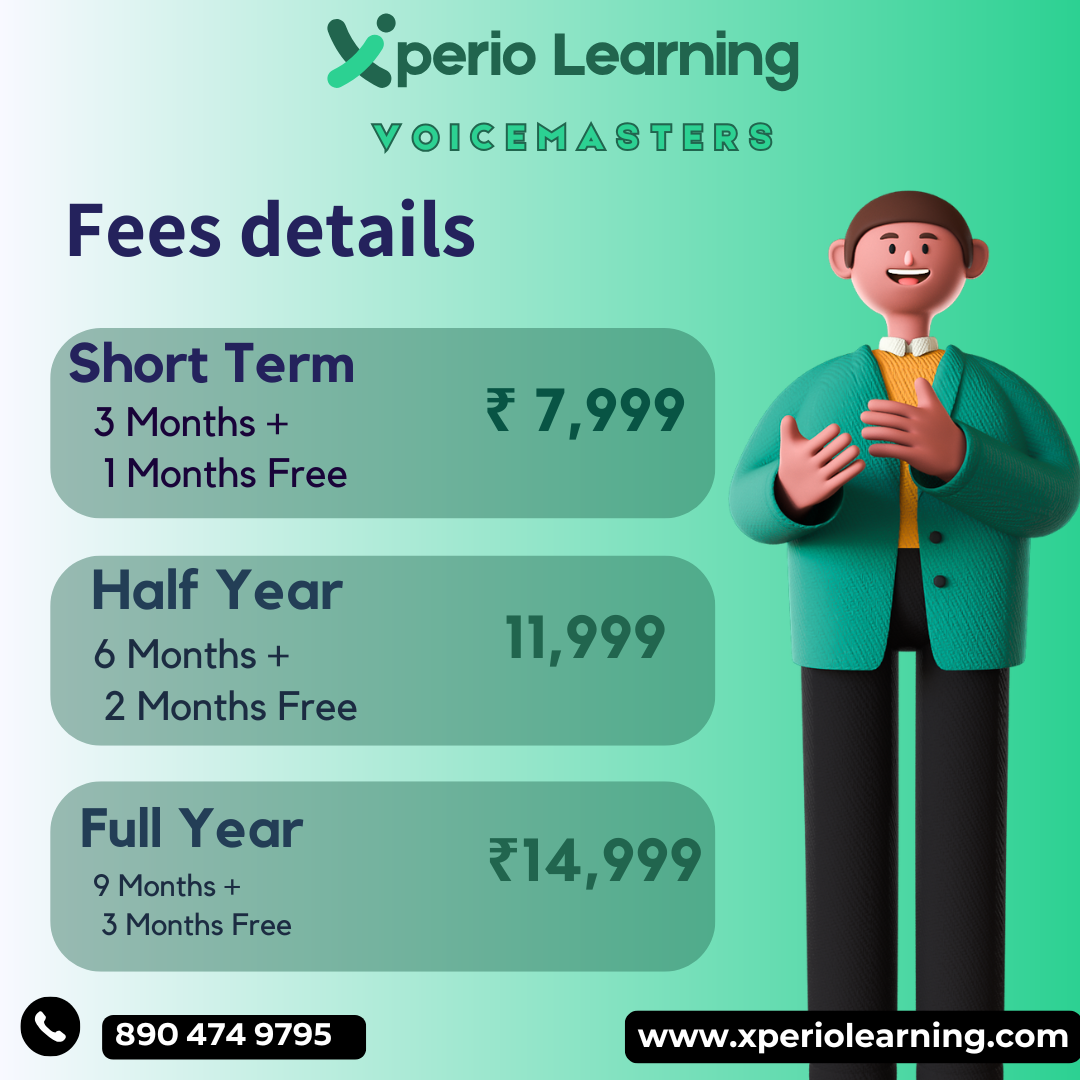 Xperio Learning
VOICEMASTERS
Fees details
Short Term
3 Months +
1 Months Free
₹ 7,999
Half Year
6 Months +
2 Months Free
11,999
Full Year
9 Months +
3 Months Free
₹14,999
890 474 9795
www.xperiolearning.com